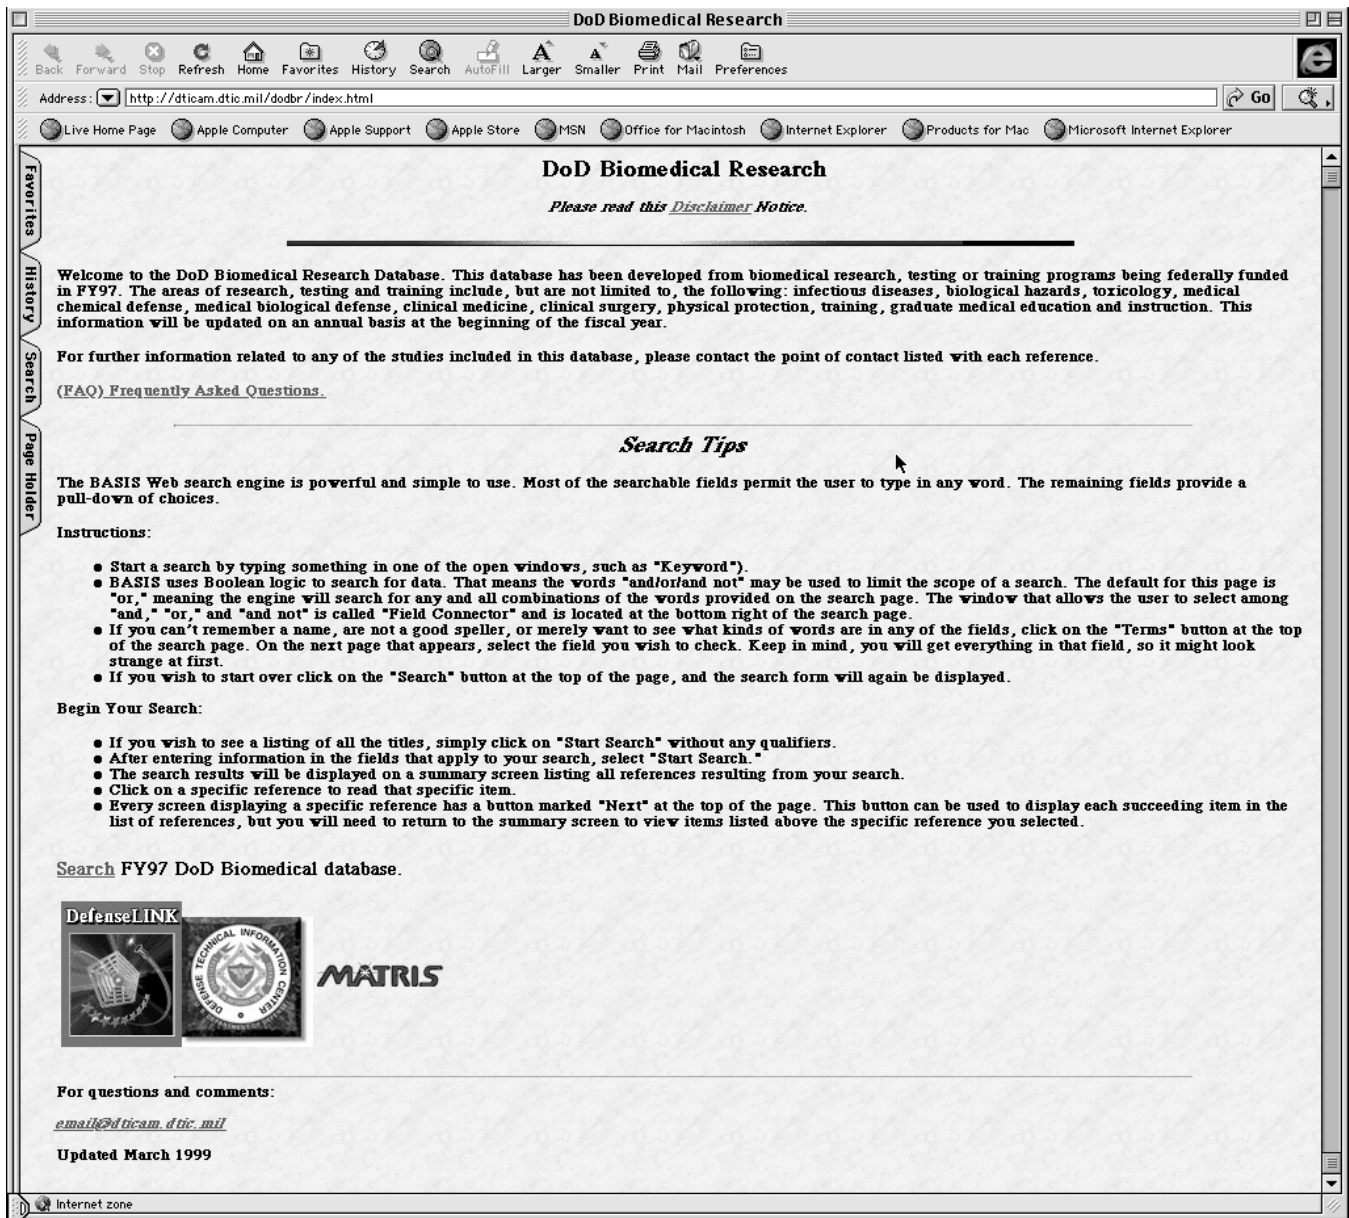 DoD Biomedical Research
Back Forward Stop Refresh Home Favorites History Search AutoFill Larger Smaller Print Mail Preferences
Address: http://dticam.dtic.mil/dodbr/index.html Go
Live Home Page Apple Computer Apple Support Apple Store MSN Office for Macintosh Internet Explorer Products for Mac Microsoft Internet Explorer
Favorites
History
Search
Page Holder
DoD Biomedical Research
Please read this Disclaimer Notice.
Welcome to the DoD Biomedical Research Database. This database has been developed from biomedical research, testing or training programs being federally funded
in FY97. The areas of research, testing and training include, but are not limited to, the following: infectious diseases, biological hazards, toxicology, medical
chemical defense, medical biological defense, clinical medicine, clinical surgery, physical protection, training, graduate medical education and instruction. This
information will be updated on an annual basis at the beginning of the fiscal year.
For further information related to any of the studies included in this database, please contact the point of contact listed with each reference.
(FAQ) Frequently Asked Questions.
Search Tips
The BASIS Web search engine is powerful and simple to use. Most of the searchable fields permit the user to type in any word. The remaining fields provide a
pull-down of choices.
Instructions:
● Start a search by typing something in one of the open windows, such as "Keyword").
● BASIS uses Boolean logic to search for data. That means the words "and/or/and not" may be used to limit the scope of a search. The default for this page is
"or," meaning the engine will search for any and all combinations of the words provided on the search page. The window that allows the user to select among
"and," "or," and "and not" is called "Field Connector" and is located at the bottom right of the search page.
● If you can't remember a name, are not a good speller, or merely want to see what kinds of words are in any of the fields, click on the "Terms" button at the top
of the search page. On the next page that appears, select the field you wish to check. Keep in mind, you will get everything in that field, so it might look
strange at first.
● If you wish to start over click on the "Search" button at the top of the page, and the search form will again be displayed.
Begin Your Search:
● If you wish to see a listing of all the titles, simply click on "Start Search" without any qualifiers.
● After entering information in the fields that apply to your search, select "Start Search."
● The search results will be displayed on a summary screen listing all references resulting from your search.
● Click on a specific reference to read that specific item.
● Every screen displaying a specific reference has a button marked "Next" at the top of the page. This button can be used to display each succeeding item in the
list of references, but you will need to return to the summary screen to view items listed above the specific reference you selected.
Search FY97 DoD Biomedical database.
DefenseLINK
DEFENSE TECHNICAL INFORMATION CENTER
MATRIS
For questions and comments:
email@dticam.dtic.mil
Updated March 1999
Internet zone